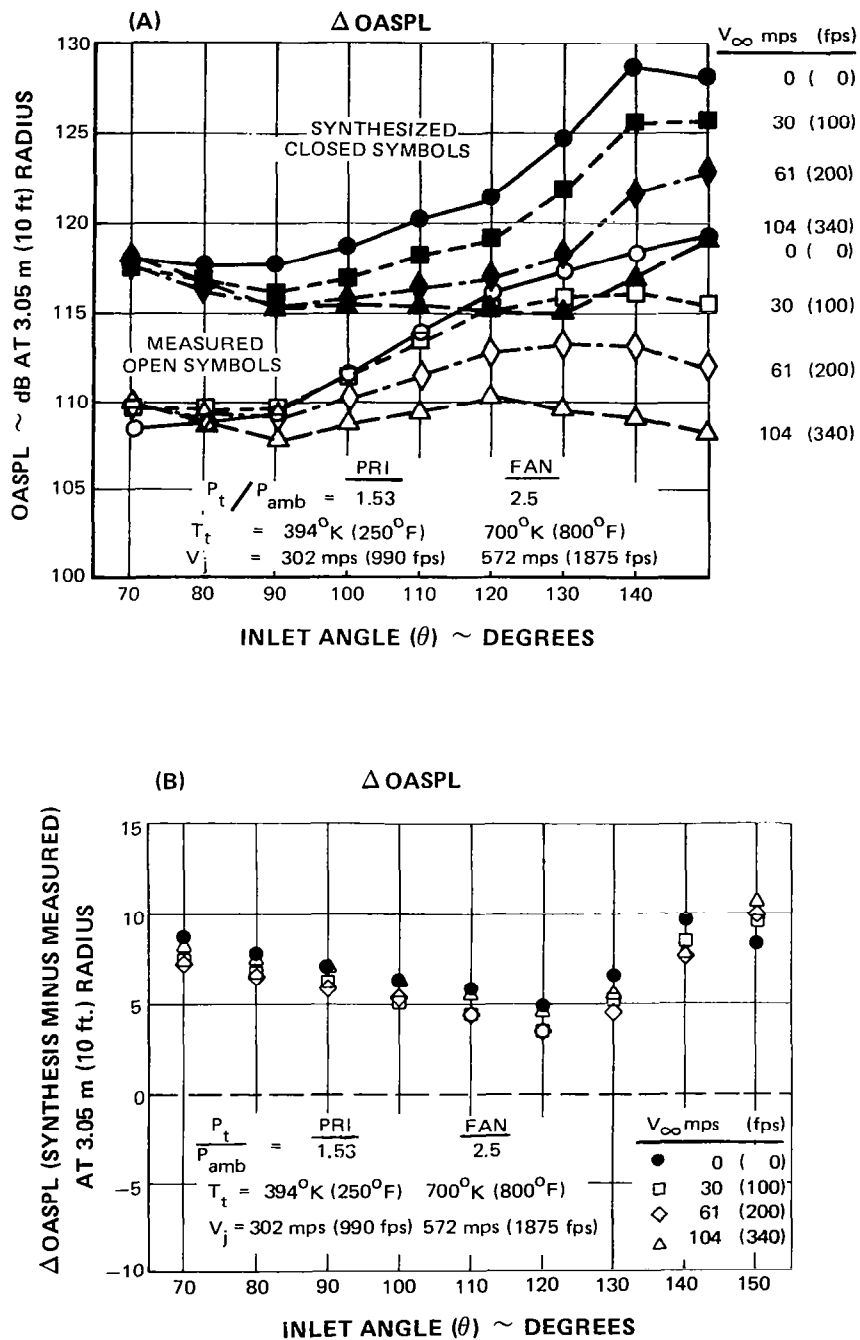 (A) Δ OASPL
V∞ mps (fps)
OASPL ~ dB AT 3.05 m (10 ft) RADIUS
130
125
120
115
110
105
100
SYNTHESIZED
CLOSED SYMBOLS
MEASURED
OPEN SYMBOLS
0 ( 0)
30 (100)
61 (200)
104 (340)
0 ( 0)
30 (100)
61 (200)
104 (340)
PRI FAN
Pt / Pamb = 1.53 2.5
Tt = 394°K (250°F) 700°K (800°F)
Vj = 302 mps (990 fps) 572 mps (1875 fps)
70 80 90 100 110 120 130 140
INLET ANGLE (θ) ~ DEGREES
(B) Δ OASPL
Δ OASPL (SYNTHESIS MINUS MEASURED)
AT 3.05 m (10 ft.) RADIUS
15
10
5
0
−5
−10
PRI FAN
Pt / Pamb = 1.53 2.5
Tt = 394°K (250°F) 700°K (800°F)
Vj = 302 mps (990 fps) 572 mps (1875 fps)
V∞ mps (fps)
0 ( 0)
30 (100)
61 (200)
104 (340)
70 80 90 100 110 120 130 140 150
INLET ANGLE (θ) ~ DEGREES